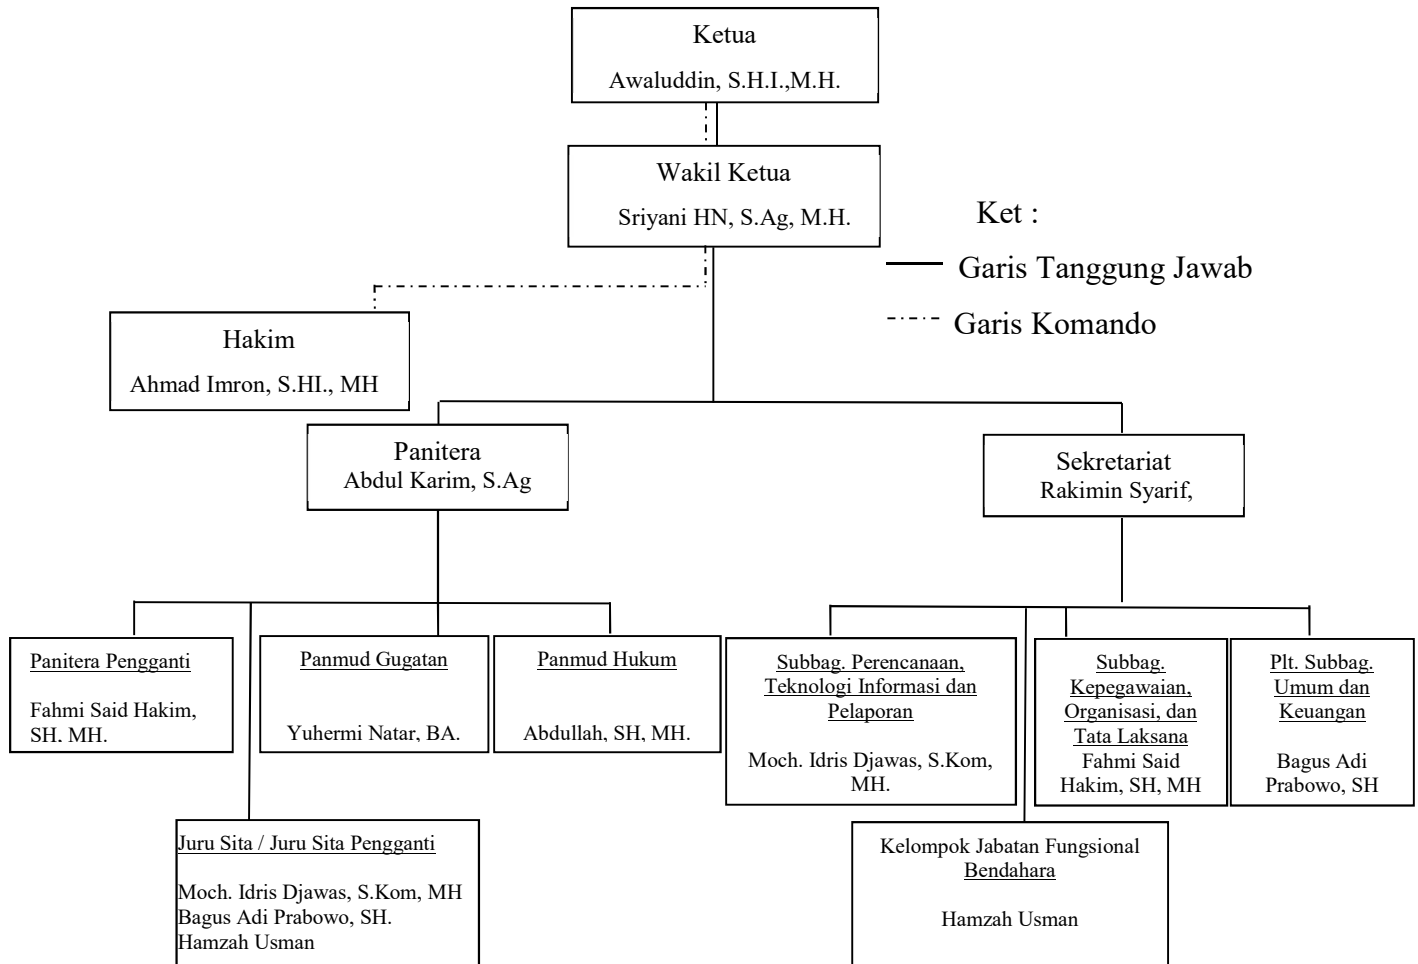 Ketua
Awaluddin, S.H.I.,M.H.
Wakil Ketua
Sriyani HN, S.Ag, M.H.
Ket :
Garis Tanggung Jawab
Garis Komando
Hakim
Ahmad Imron, S.HI., MH
Panitera
Abdul Karim, S.Ag
Sekretariat
Rakimin Syarif,
Panitera Pengganti
Fahmi Said Hakim,
SH. MH.
Panmud Gugatan
Yuhermi Natar, BA.
Panmud Hukum
Abdullah, SH, MH.
Subbag. Perencanaan,
Teknologi Informasi dan
Pelaporan
Moch. Idris Djawas, S.Kom,
MH.
Subbag.
Kepegawaian,
Organisasi, dan
Tata Laksana
Fahmi Said
Hakim, SH, MH
Plt. Subbag.
Umum dan
Keuangan
Bagus Adi
Prabowo, SH
Juru Sita / Juru Sita Pengganti
Moch. Idris Djawas, S.Kom, MH
Bagus Adi Prabowo, SH.
Hamzah Usman
Kelompok Jabatan Fungsional
Bendahara
Hamzah Usman